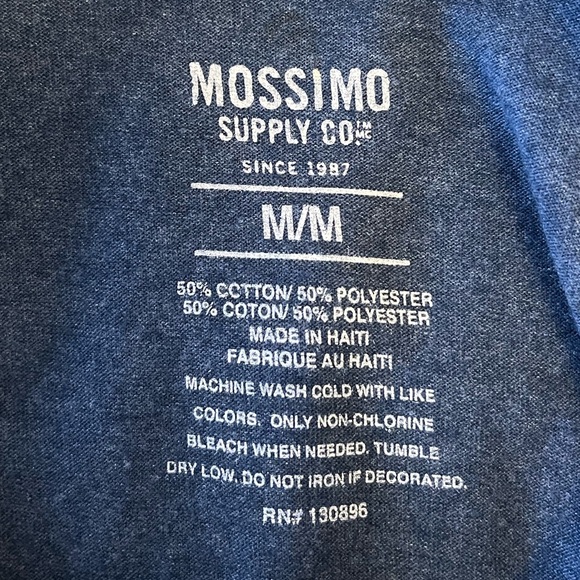 MOSSIMO
SUPPLY CO.™ MC
SINCE 1987
M/M
50% COTTON/ 50% POLYESTER
50% COTON/ 50% POLYESTER
MADE IN HAITI
FABRIQUE AU HAITI
MACHINE WASH COLD WITH LIKE
COLORS. ONLY NON-CHLORINE
BLEACH WHEN NEEDED. TUMBLE
DRY LOW. DO NOT IRON IF DECORATED.
RN# 130896